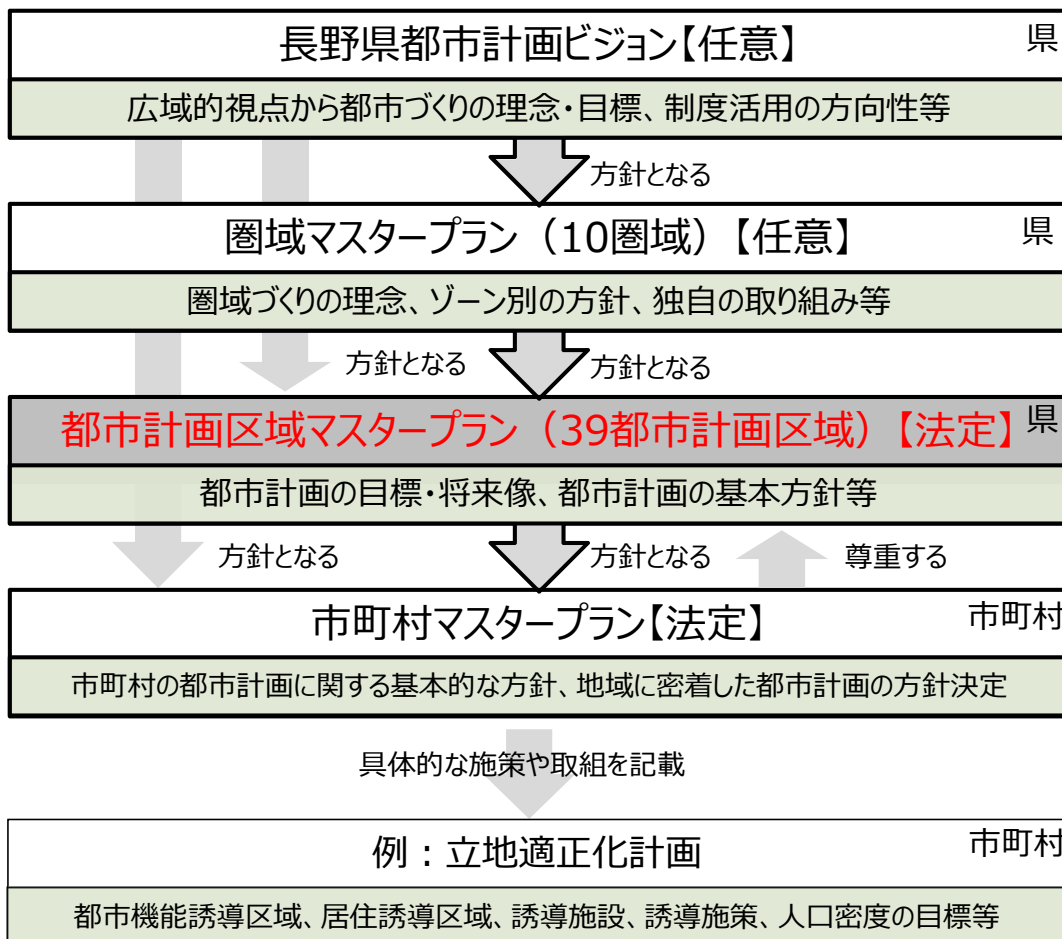 長野県都市計画ビジョン【任意】 県
広域的視点から都市づくりの理念・目標、制度活用の方向性等
方針となる
圏域マスタープラン（10圏域）【任意】 県
圏域づくりの理念、ゾーン別の方針、独自の取り組み等
方針となる 方針となる
都市計画区域マスタープラン（39都市計画区域）【法定】 県
都市計画の目標・将来像、都市計画の基本方針等
方針となる 方針となる 尊重する
市町村マスタープラン【法定】 市町村
市町村の都市計画に関する基本的な方針、地域に密着した都市計画の方針決定
具体的な施策や取組を記載
例：立地適正化計画 市町村
都市機能誘導区域、居住誘導区域、誘導施設、誘導施策、人口密度の目標等